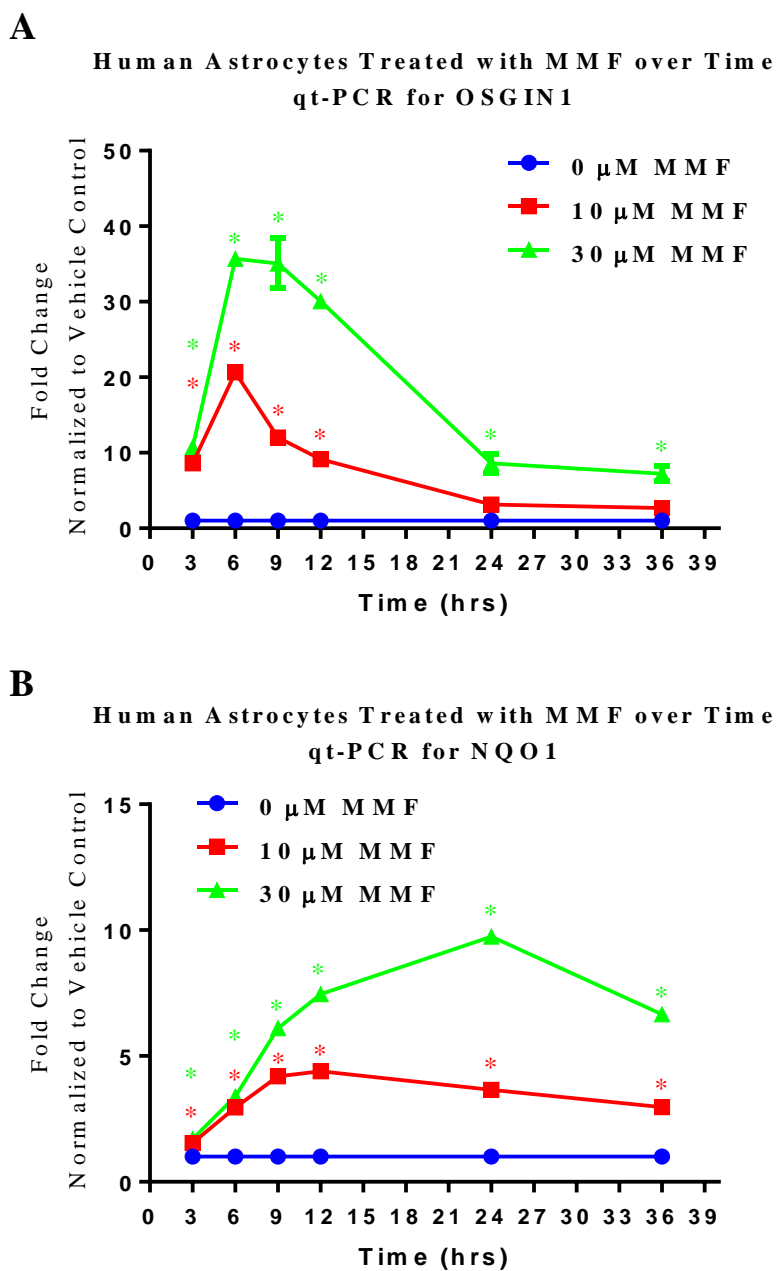 A
Human Astrocytes Treated with MMF over Time
qt-PCR for OSGIN1
Fold Change
Normalized to Vehicle Control
50
40
30
20
10
0
0 μM MMF
10 μM MMF
30 μM MMF
* * * * * *
* * * *
0 3 6 9 12 15 18 21 24 27 30 33 36 39
Time (hrs)
B
Human Astrocytes Treated with MMF over Time
qt-PCR for NQO1
Fold Change
Normalized to Vehicle Control
15
10
5
0
0 μM MMF
10 μM MMF
30 μM MMF
* * * * * *
* * * * * *
0 3 6 9 12 15 18 21 24 27 30 33 36 39
Time (hrs)